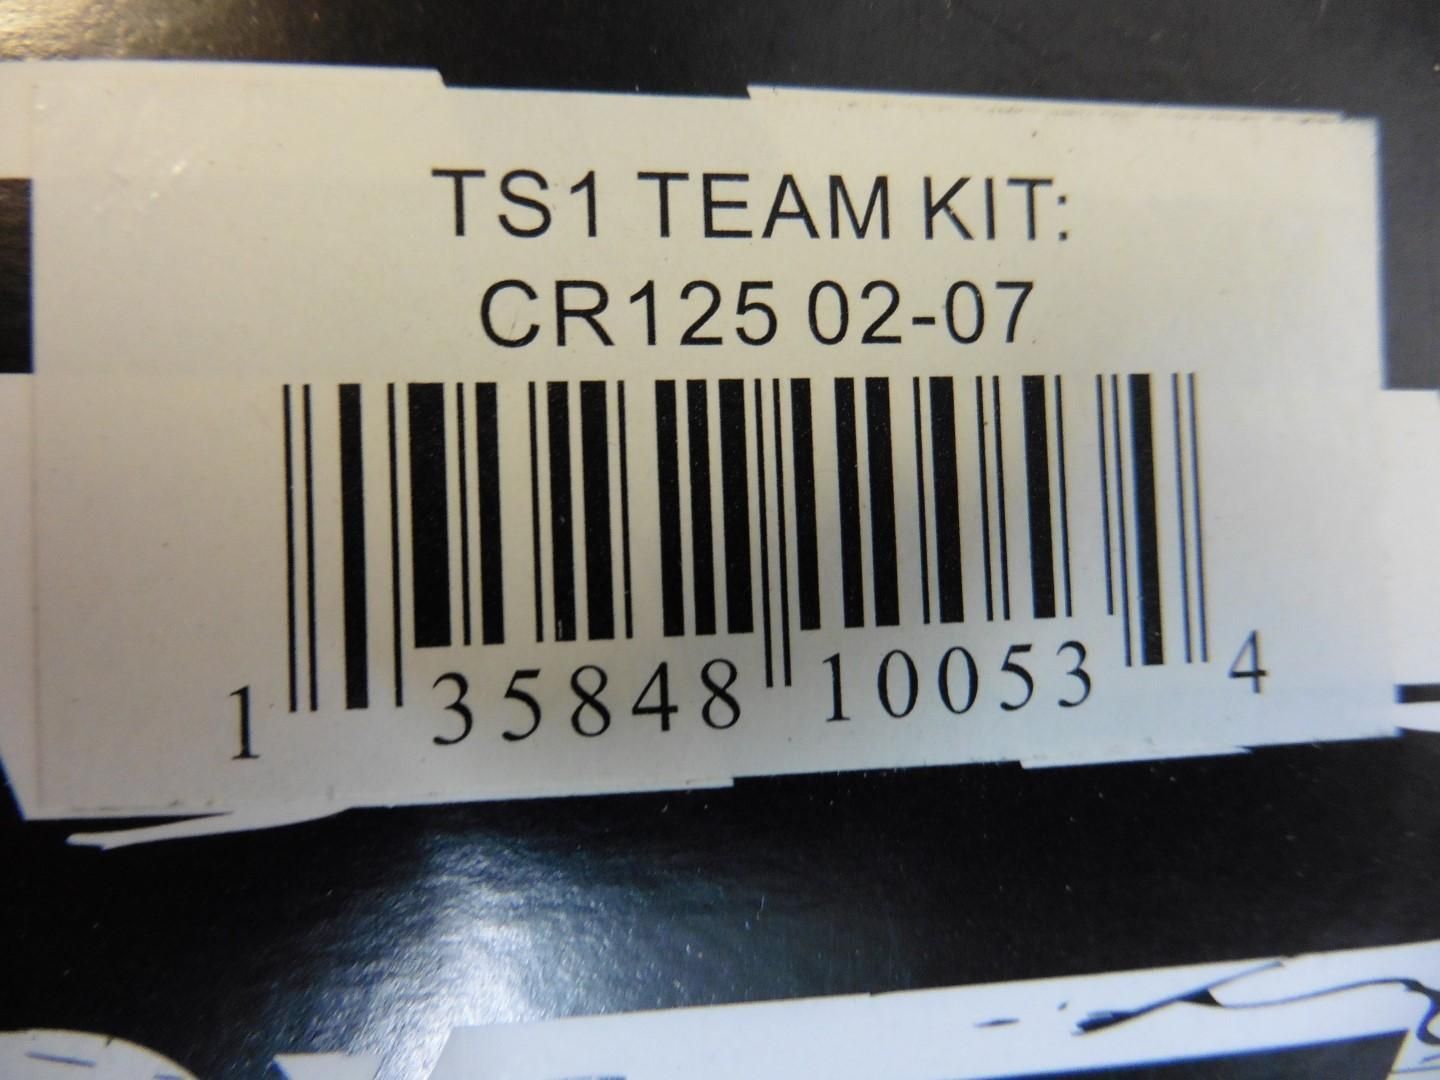 TS1 TEAM KIT:
CR125 02-07
1 35848 10053 4